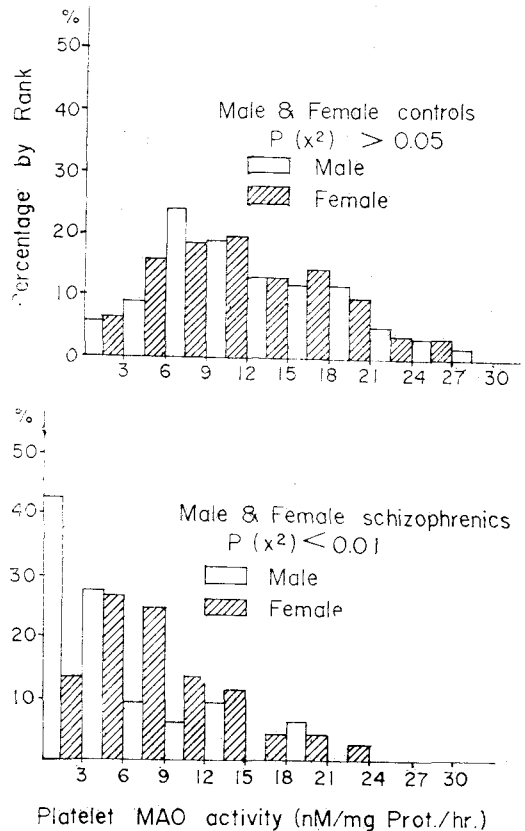 %
50
40
30
20
10
0
Percentage by Rank
Male & Female controls
P (x²) > 0.05
Male
Female
3 6 9 12 15 18 21 24 27 30
%
50
40
30
20
10
Male & Female schizophrenics
P (x²) < 0.01
Male
Female
3 6 9 12 14 18 21 24 27 30
Platelet MAO activity (nM/mg Prot./hr.)